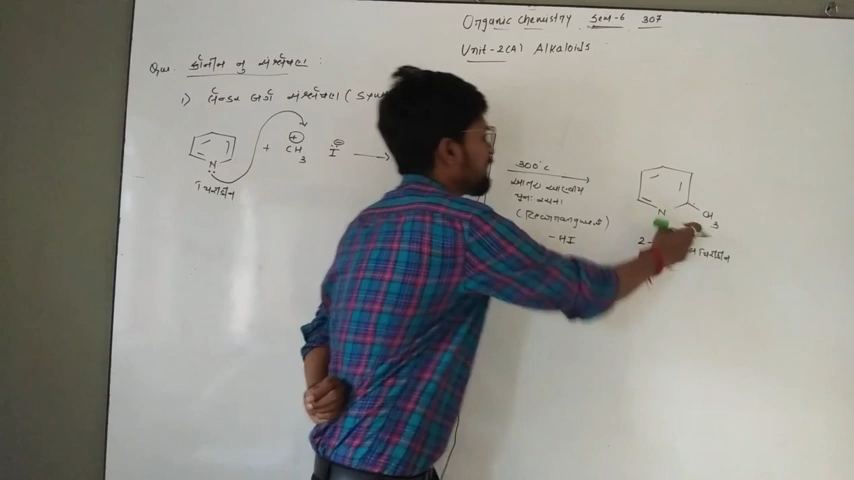 Organic chemistry Sem-6 307
Unit-2(A) Alkaloids
Que. કોનીન નુ સંશ્લેષણ :
1) લેન્ડન બર્ગ સંશ્લેષણ (
N + CH3 I
પિરીડીન
300°c
આંતર આણ્વીય
પુનઃ રચના
(Rearrangement)
- HI
N CH3
2- પિરીડીન